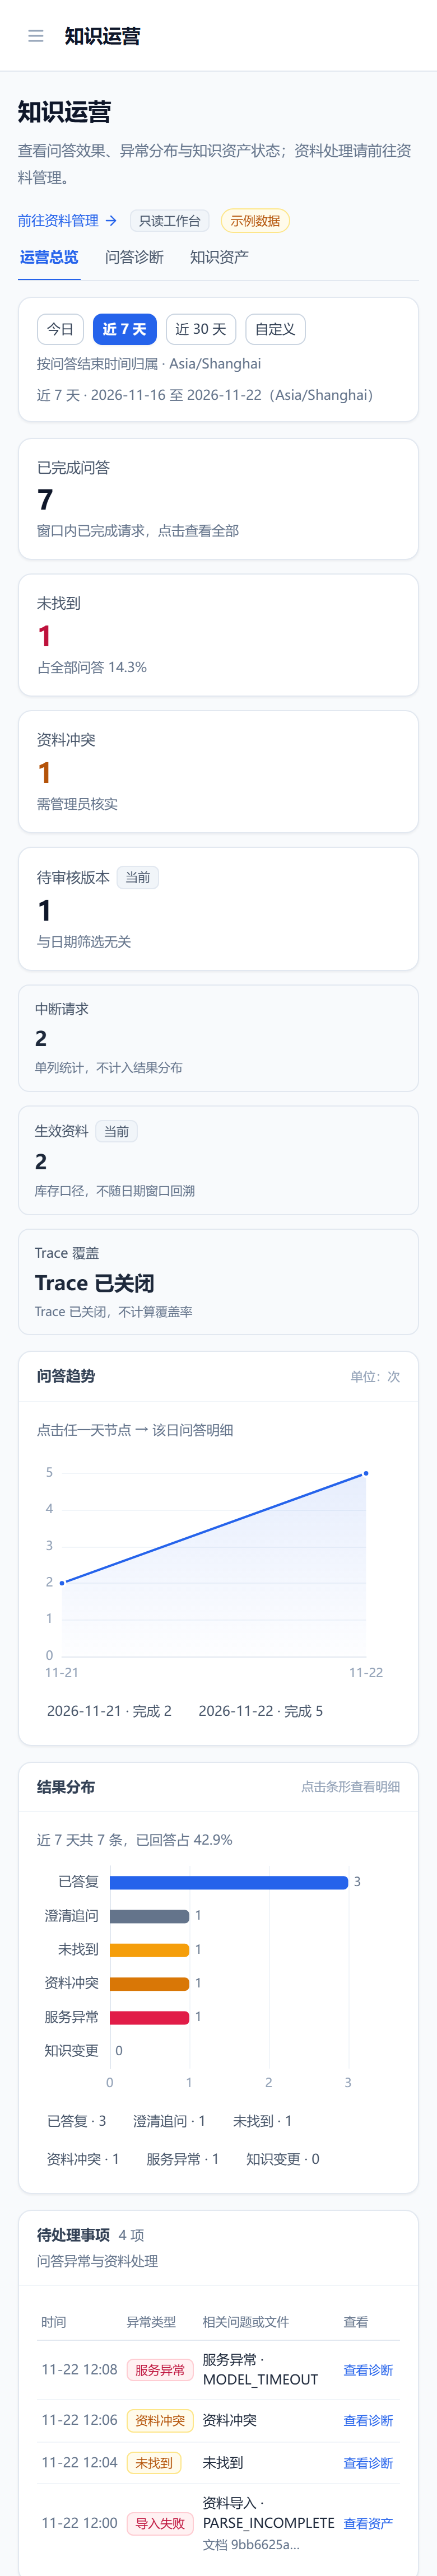 知识运营
知识运营
查看问答效果、异常分布与知识资产状态；资料处理请前往资
料管理。
前往资料管理 → 只读工作台 示例数据
运营总览 问答诊断 知识资产
今日 近 7 天 近 30 天 自定义
按问答结束时间归属 · Asia/Shanghai
近 7 天 · 2026-11-16 至 2026-11-22（Asia/Shanghai）
已完成问答
7
窗口内已完成请求，点击查看全部
未找到
1
占全部问答 14.3%
资料冲突
1
需管理员核实
待审核版本 当前
1
与日期筛选无关
中断请求
2
单列统计，不计入结果分布
生效资料 当前
2
库存口径，不随日期窗口回溯
Trace 覆盖
Trace 已关闭
Trace 已关闭，不计算覆盖率
问答趋势 单位：次
点击任一天节点 → 该日问答明细
5
4
3
2
1
0
11-21 11-22
2026-11-21 · 完成 2 2026-11-22 · 完成 5
结果分布 点击条形查看明细
近 7 天共 7 条，已回答占 42.9%
已答复 3
澄清追问 1
未找到 1
资料冲突 1
服务异常 1
知识变更 0
0 1 2 3
已答复 · 3 澄清追问 · 1 未找到 · 1
资料冲突 · 1 服务异常 · 1 知识变更 · 0
待处理事项 4 项
问答异常与资料处理
时间 异常类型 相关问题或文件 查看
11-22 12:08 服务异常 服务异常 · 查看诊断
MODEL_TIMEOUT
11-22 12:06 资料冲突 资料冲突 查看诊断
11-22 12:04 未找到 未找到 查看诊断
11-22 12:00 导入失败 资料导入 · 查看资产
PARSE_INCOMPLETE
文档 9bb6625a...